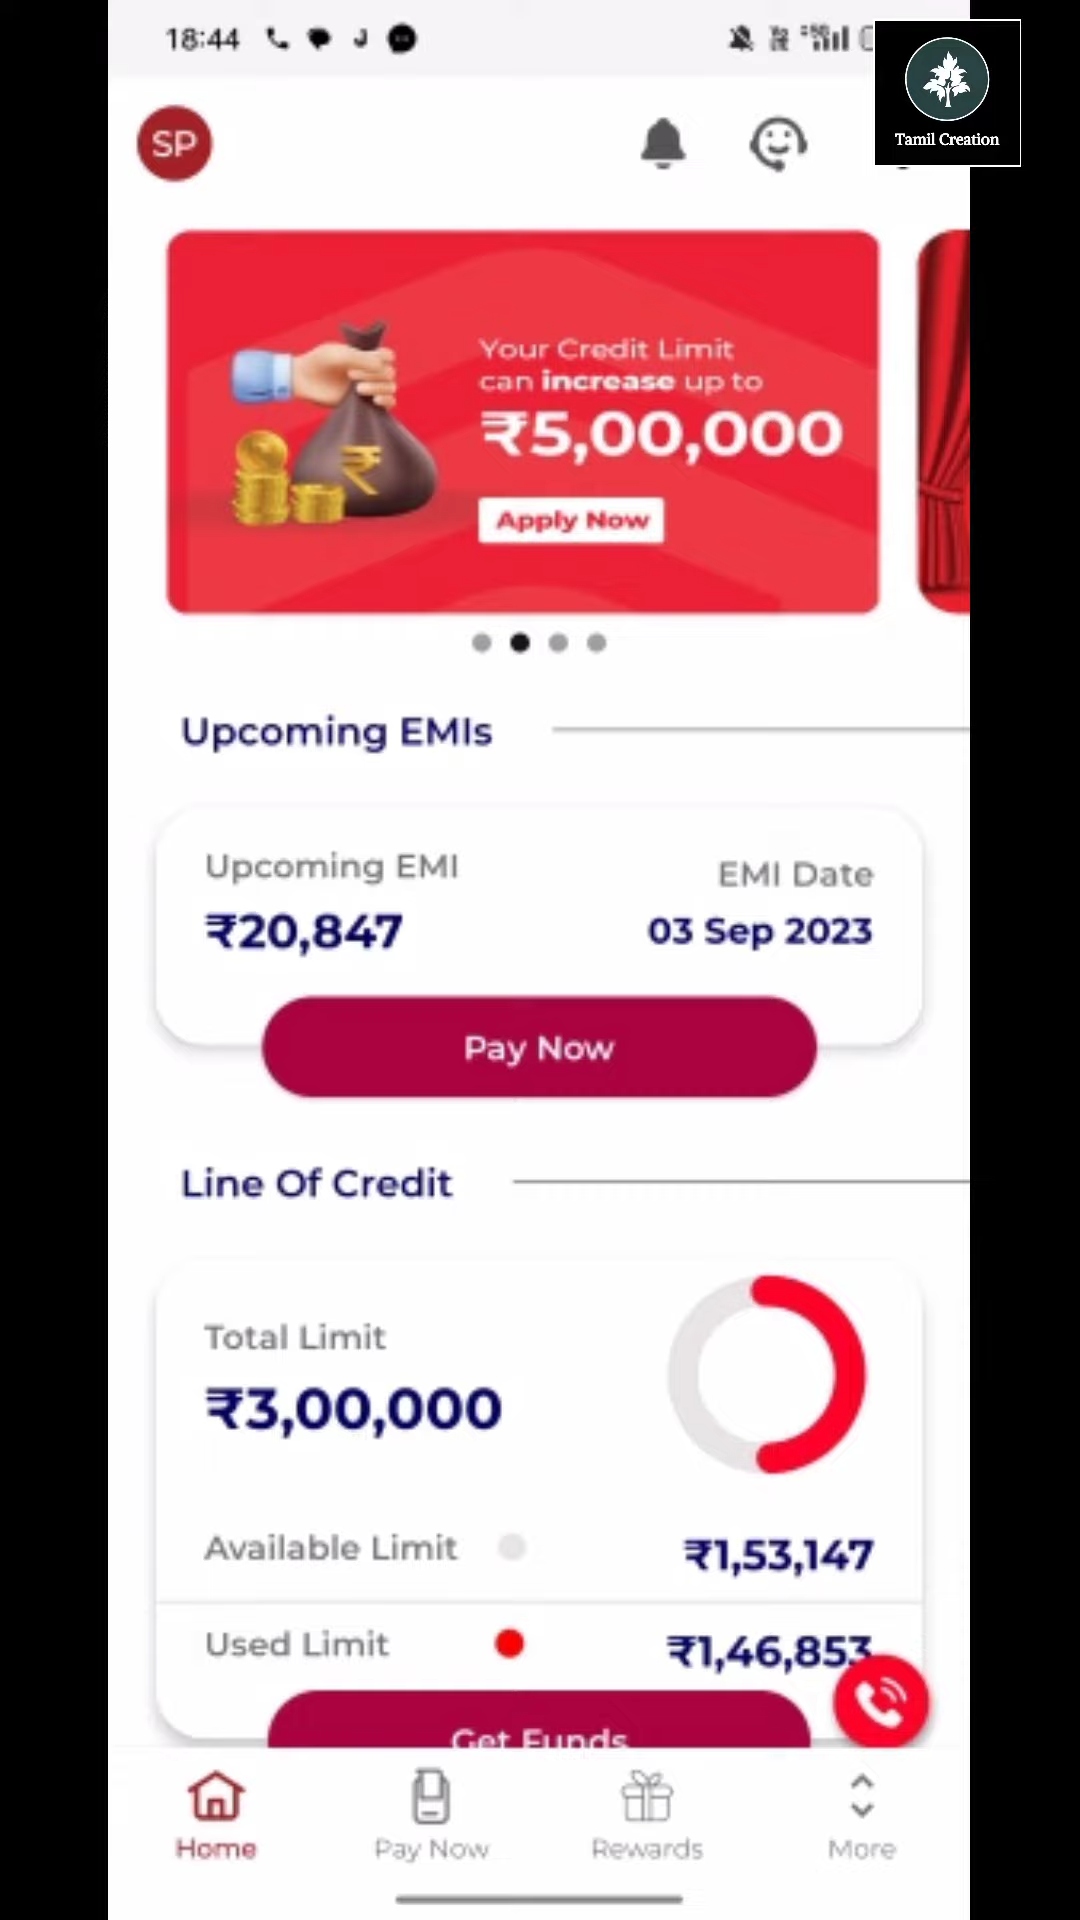 18:44
Tamil Creation
SP
Your Credit Limit
can increase up to
₹5,00,000
Apply Now
Upcoming EMIs
Upcoming EMI
EMI Date
₹20,847
03 Sep 2023
Pay Now
Line Of Credit
Total Limit
₹3,00,000
Available Limit
₹1,53,147
Used Limit
₹1,46,853
Get Funds
Home
Pay Now
Rewards
More